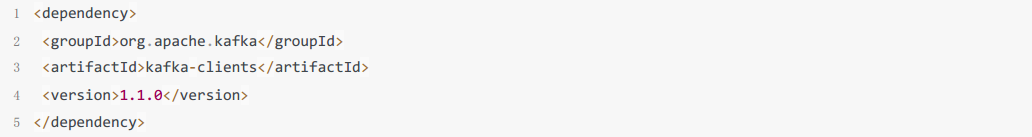 1 <dependency>
2 <groupId>org.apache.kafka</groupId>
3 <artifactId>kafka-clients</artifactId>
4 <version>1.1.0</version>
5 </dependency>